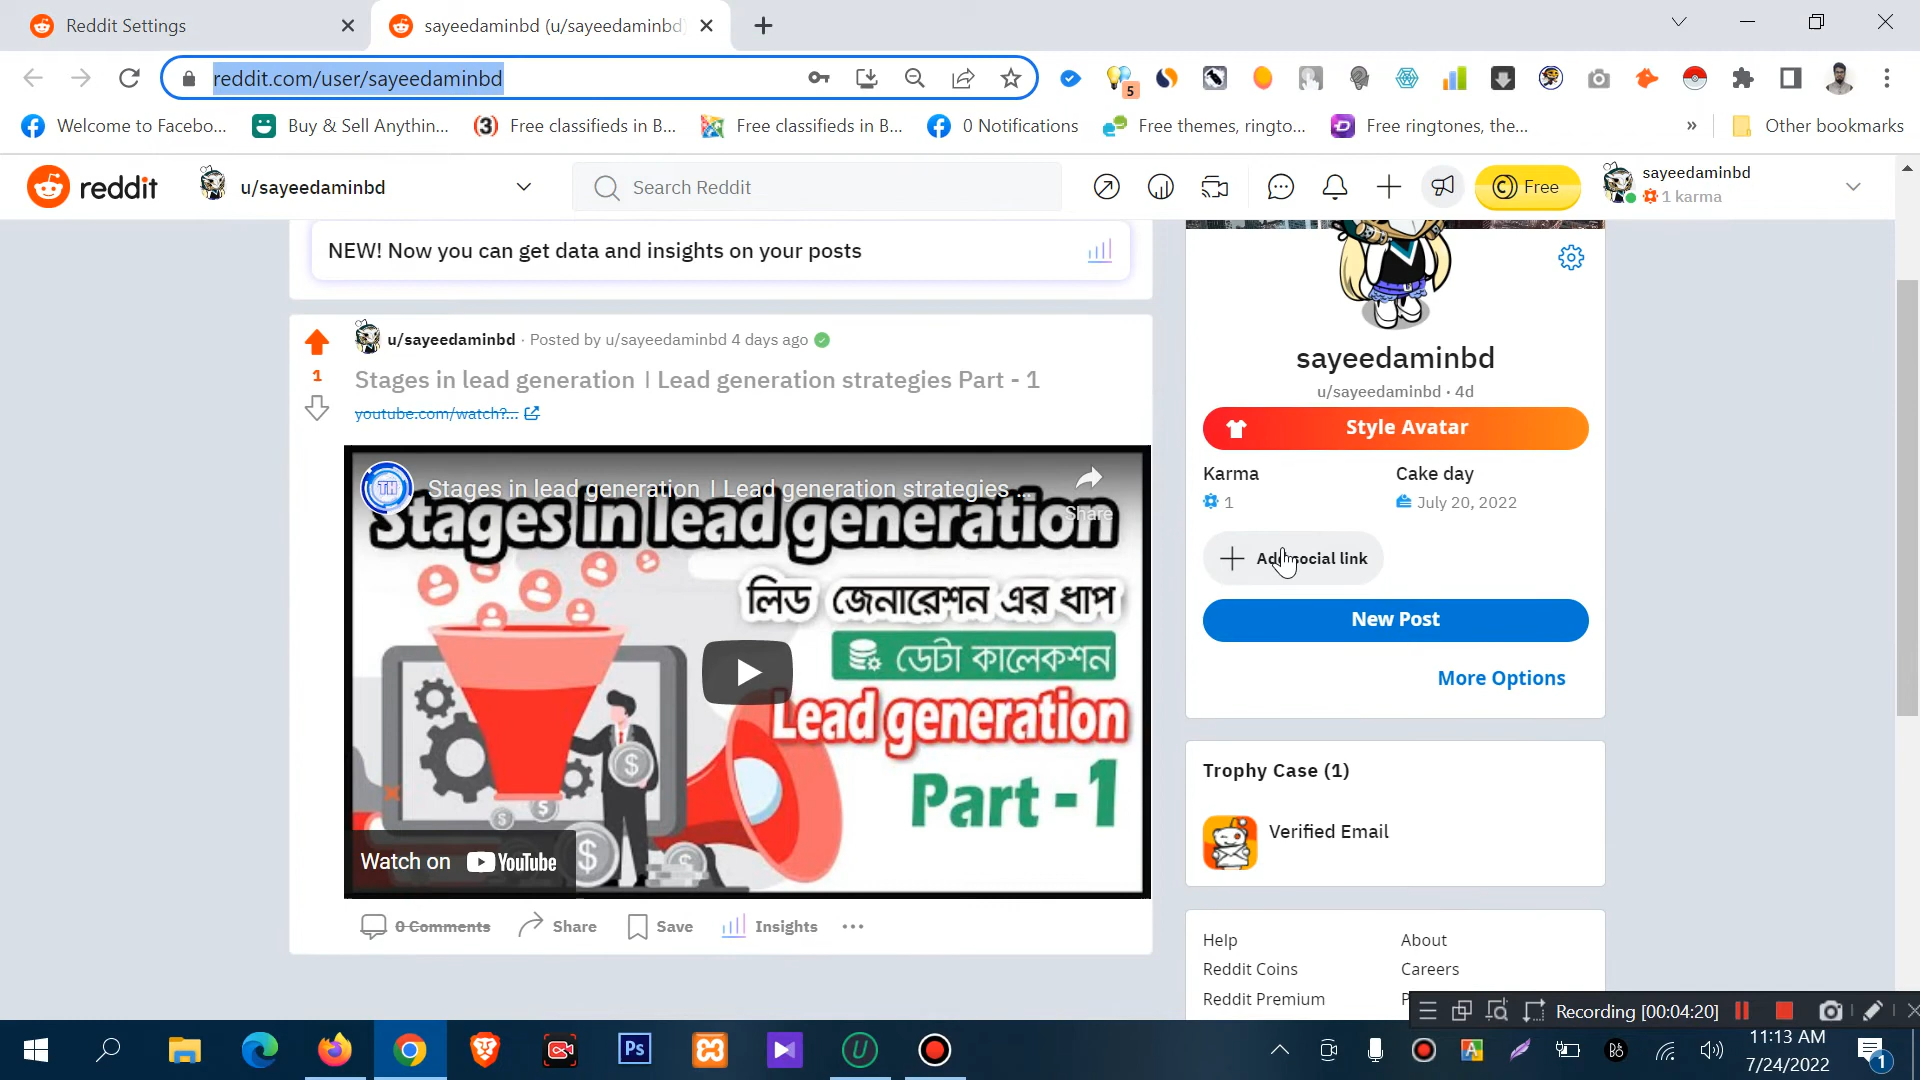 Reddit Settings
sayeedaminbd (u/sayeedaminbd)
reddit.com/user/sayeedaminbd
5
Welcome to Facebo...
Buy & Sell Anythin...
Free classifieds in B...
Free classifieds in B...
0 Notifications
Free themes, ringto...
Free ringtones, the...
»
Other bookmarks
reddit
u/sayeedaminbd
Search Reddit
Free
sayeedaminbd
1 karma
NEW! Now you can get data and insights on your posts
u/sayeedaminbd · Posted by u/sayeedaminbd 4 days ago
1
Stages in lead generation । Lead generation strategies Part - 1
youtube.com/watch?...
TH
Stages in lead generation । Lead generation strategies ...
Share
Stages in lead generation
লিড জেনারেশন এর ধাপ
ডেটা কালেকশন
Lead generation
Part - 1
Watch on YouTube
0 Comments
Share
Save
Insights
sayeedaminbd
u/sayeedaminbd · 4d
Style Avatar
Karma
Cake day
1
July 20, 2022
Add social link
New Post
More Options
Trophy Case (1)
Verified Email
Help
About
Reddit Coins
Careers
Reddit Premium
Recording [00:04:20]
Ps
11:13 AM
7/24/2022
1